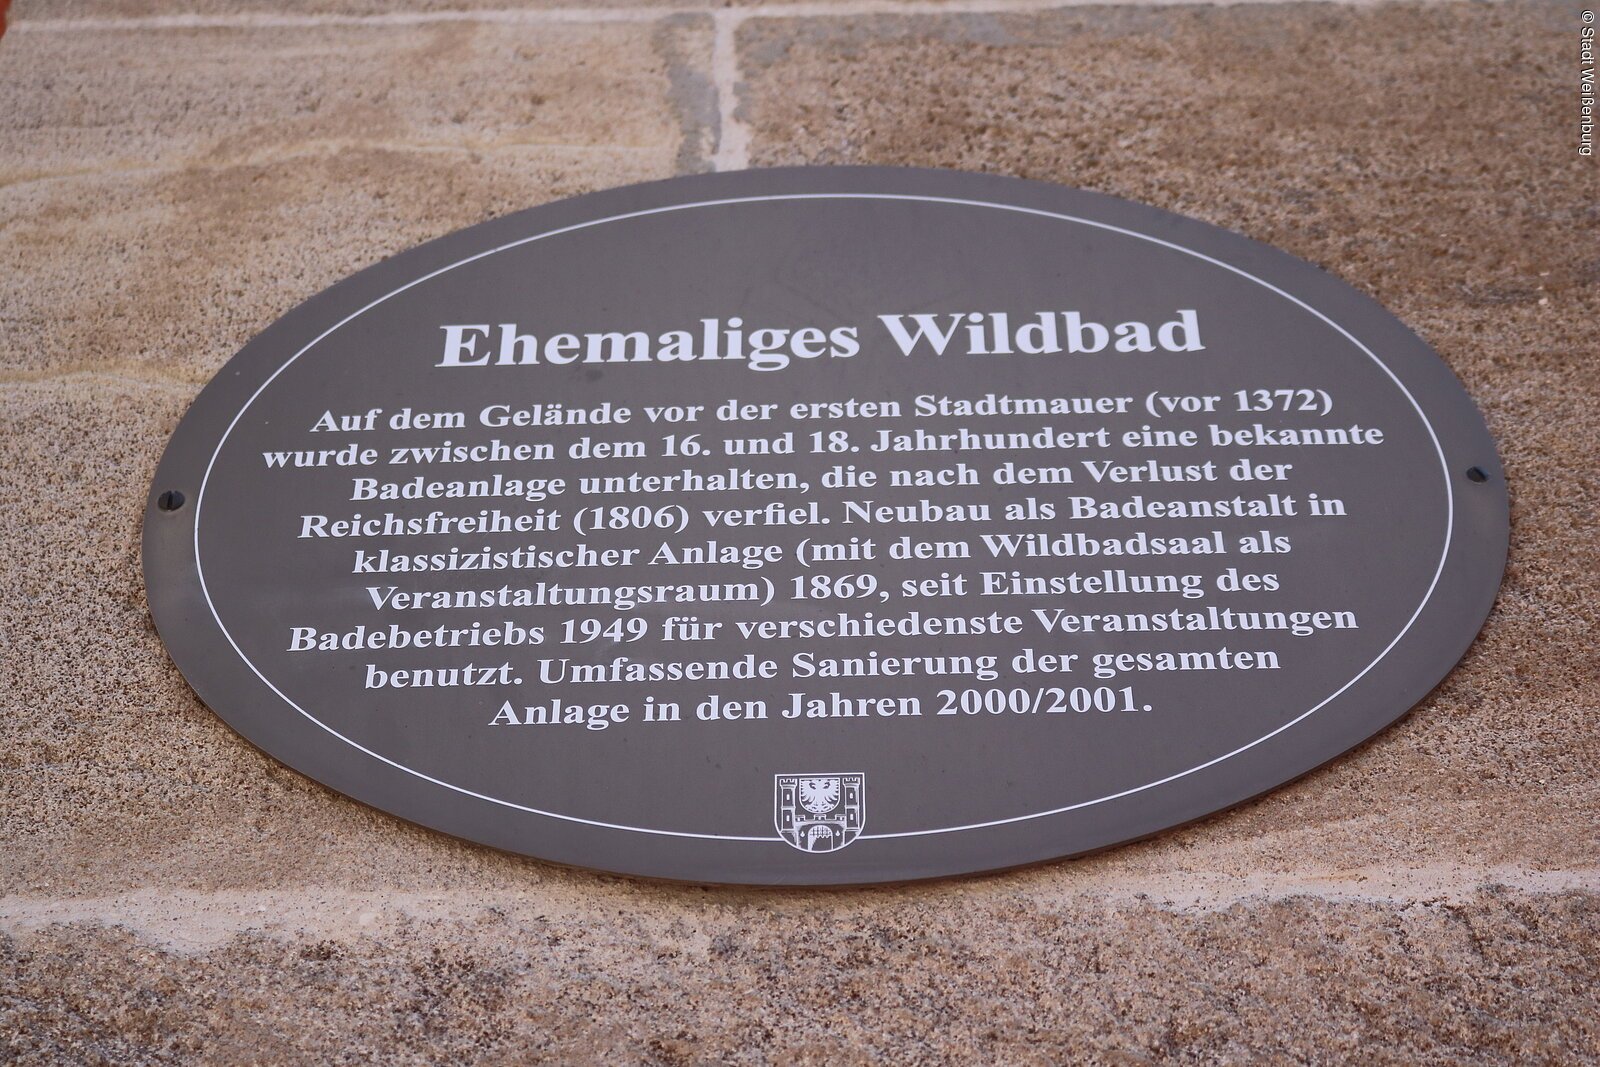 Ehemaliges Wildbad
Auf dem Gelände vor der ersten Stadtmauer (vor 1372)
wurde zwischen dem 16. und 18. Jahrhundert eine bekannte
Badeanlage unterhalten, die nach dem Verlust der
Reichsfreiheit (1806) verfiel. Neubau als Badeanstalt in
klassizistischer Anlage (mit dem Wildbadsaal als
Veranstaltungsraum) 1869, seit Einstellung des
Badebetriebs 1949 für verschiedenste Veranstaltungen
benutzt. Umfassende Sanierung der gesamten
Anlage in den Jahren 2000/2001.
© Stadt Weißenburg